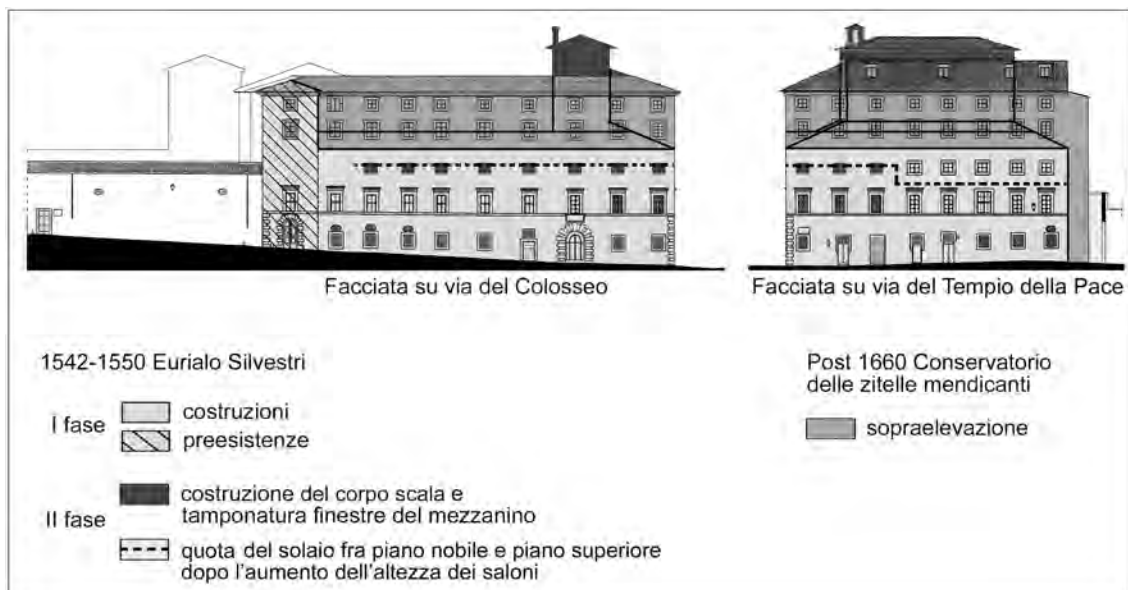 Facciata su via del Colosseo
Facciata su via del Tempio della Pace
1542-1550 Eurialo Silvestri
I fase
costruzioni
preesistenze
II fase
costruzione del corpo scala e
tamponatura finestre del mezzanino
quota del solaio fra piano nobile e piano superiore
dopo l'aumento dell'altezza dei saloni
Post 1660 Conservatorio
delle zitelle mendicanti
sopraelevazione